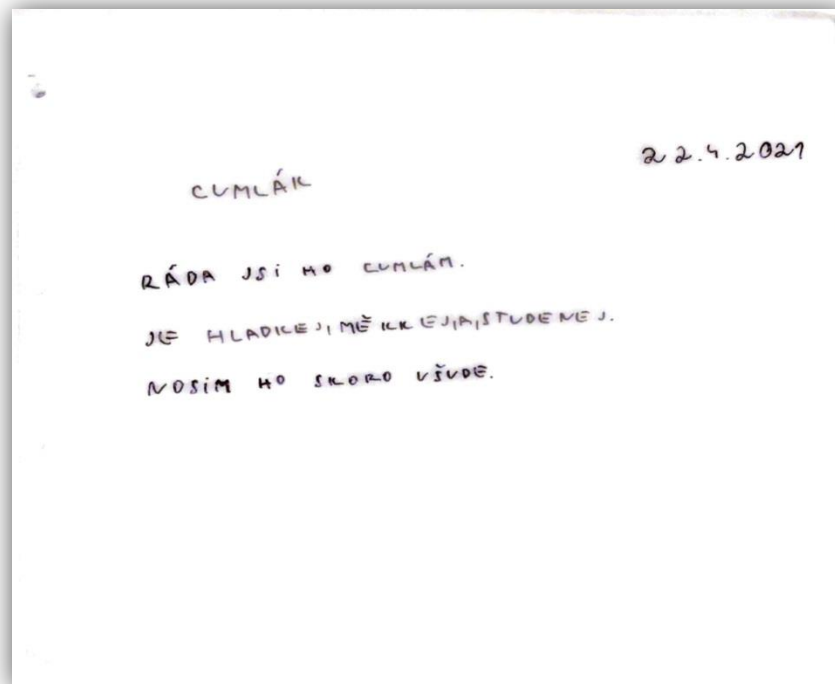 22.4.2021
CUMLÁK
RÁDA JSi HO CUMLÁM.
JE HLADKEJ, MĚKKEJ,A,STUDENEJ.
NOSiM HO SKORO VŠUDE.